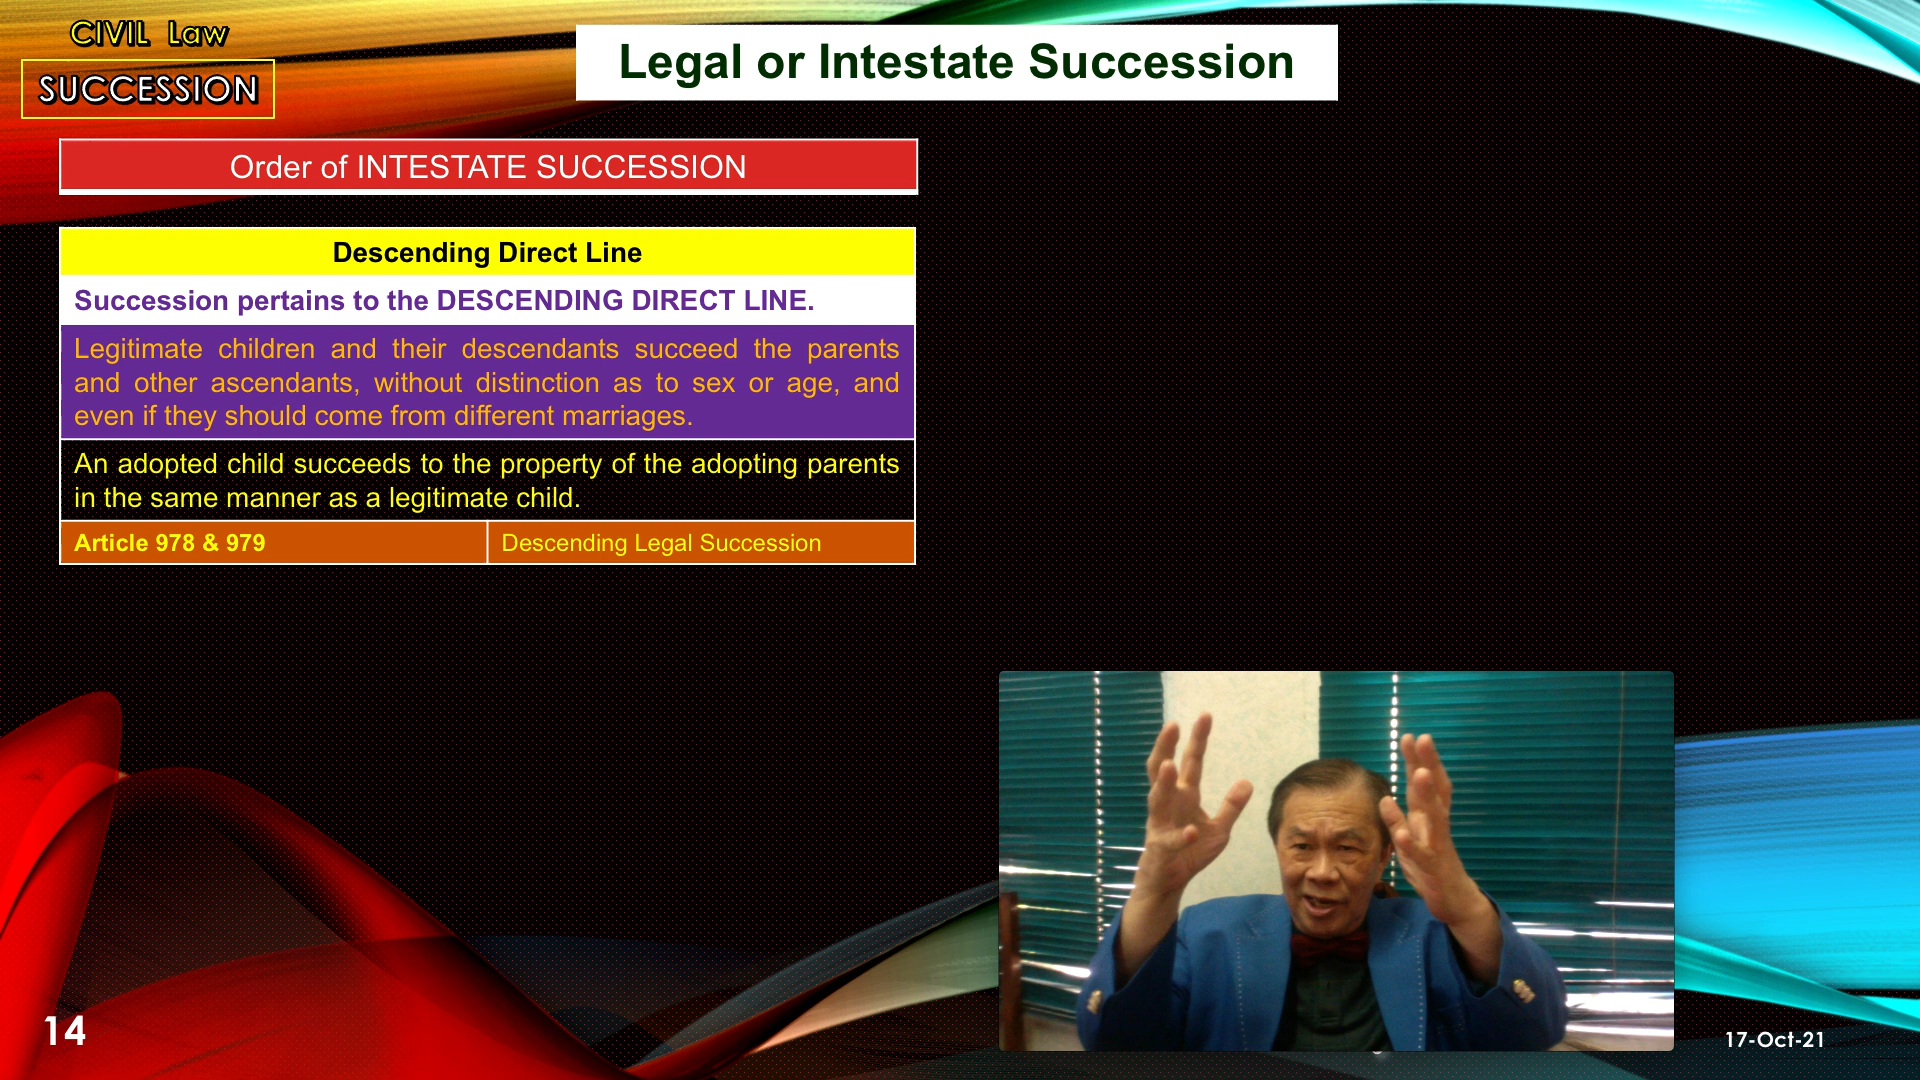 CIVIL Law
SUCCESSION
Legal or Intestate Succession
Order of INTESTATE SUCCESSION
Descending Direct Line
Succession pertains to the DESCENDING DIRECT LINE.
Legitimate children and their descendants succeed the parents
and other ascendants, without distinction as to sex or age, and
even if they should come from different marriages.
An adopted child succeeds to the property of the adopting parents
in the same manner as a legitimate child.
Article 978 & 979
Descending Legal Succession
14
17-Oct-21